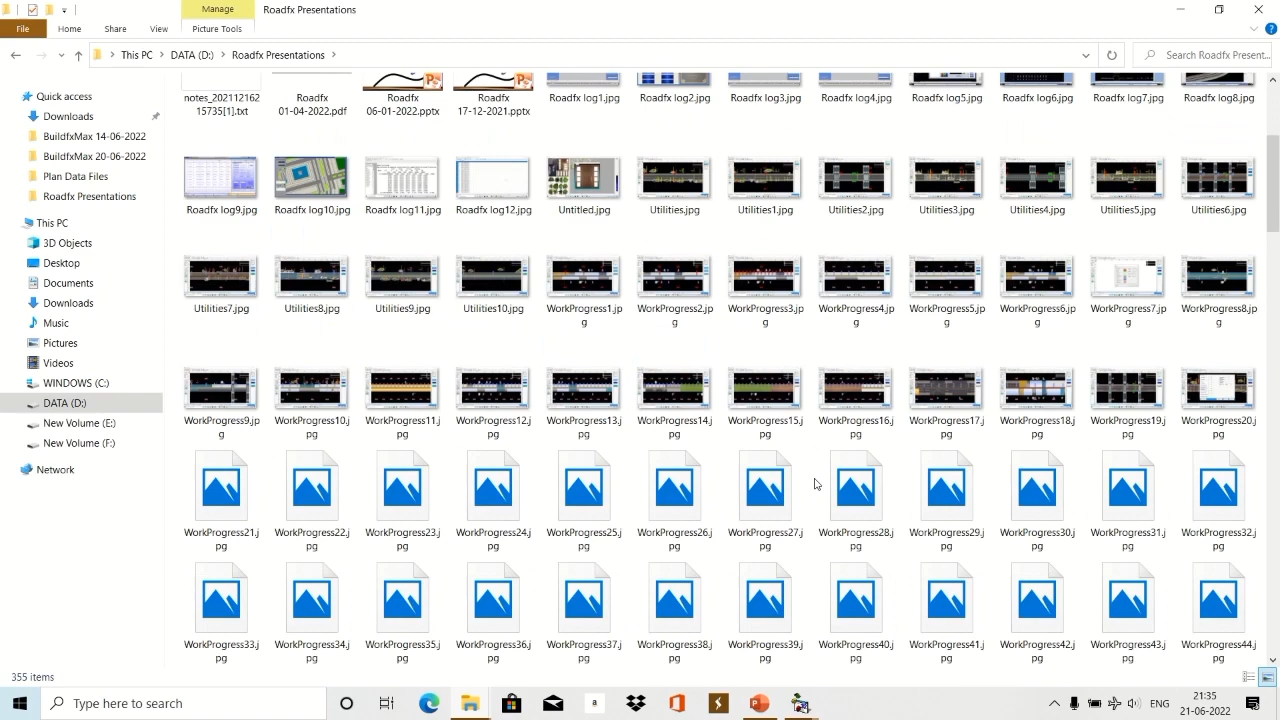 Manage
Roadfx Presentations
File
Home
Share
View
Picture Tools
This PC
DATA (D:)
Roadfx Presentations
Search Roadfx Present...
Quick access
Downloads
BuildfxMax 14-06-2022
BuildfxMax 20-06-2022
Plan Data Files
Roadfx Presentations
This PC
3D Objects
Desktop
Documents
Downloads
Music
Pictures
Videos
WINDOWS (C:)
DATA (D:)
New Volume (E:)
New Volume (F:)
Network
notes_202112162
15735[1].txt
Roadfx
01-04-2022.pdf
Roadfx
06-01-2022.pptx
Roadfx
17-12-2021.pptx
Roadfx log1.jpg
Roadfx log2.jpg
Roadfx log3.jpg
Roadfx log4.jpg
Roadfx log5.jpg
Roadfx log6.jpg
Roadfx log7.jpg
Roadfx log8.jpg
Roadfx log9.jpg
Roadfx log10.jpg
Roadfx log11.jpg
Roadfx log12.jpg
Untitled.jpg
Utilities.jpg
Utilities1.jpg
Utilities2.jpg
Utilities3.jpg
Utilities4.jpg
Utilities5.jpg
Utilities6.jpg
Utilities7.jpg
Utilities8.jpg
Utilities9.jpg
Utilities10.jpg
WorkProgress1.jp
g
WorkProgress2.jp
g
WorkProgress3.jp
g
WorkProgress4.jp
g
WorkProgress5.jp
g
WorkProgress6.jp
g
WorkProgress7.jp
g
WorkProgress8.jp
g
WorkProgress9.jp
g
WorkProgress10.j
pg
WorkProgress11.j
pg
WorkProgress12.j
pg
WorkProgress13.j
pg
WorkProgress14.j
pg
WorkProgress15.j
pg
WorkProgress16.j
pg
WorkProgress17.j
pg
WorkProgress18.j
pg
WorkProgress19.j
pg
WorkProgress20.j
pg
WorkProgress21.j
pg
WorkProgress22.j
pg
WorkProgress23.j
pg
WorkProgress24.j
pg
WorkProgress25.j
pg
WorkProgress26.j
pg
WorkProgress27.j
pg
WorkProgress28.j
pg
WorkProgress29.j
pg
WorkProgress30.j
pg
WorkProgress31.j
pg
WorkProgress32.j
pg
WorkProgress33.j
pg
WorkProgress34.j
pg
WorkProgress35.j
pg
WorkProgress36.j
pg
WorkProgress37.j
pg
WorkProgress38.j
pg
WorkProgress39.j
pg
WorkProgress40.j
pg
WorkProgress41.j
pg
WorkProgress42.j
pg
WorkProgress43.j
pg
WorkProgress44.j
pg
355 items
Type here to search
a
ENG
21:35
21-06-2022